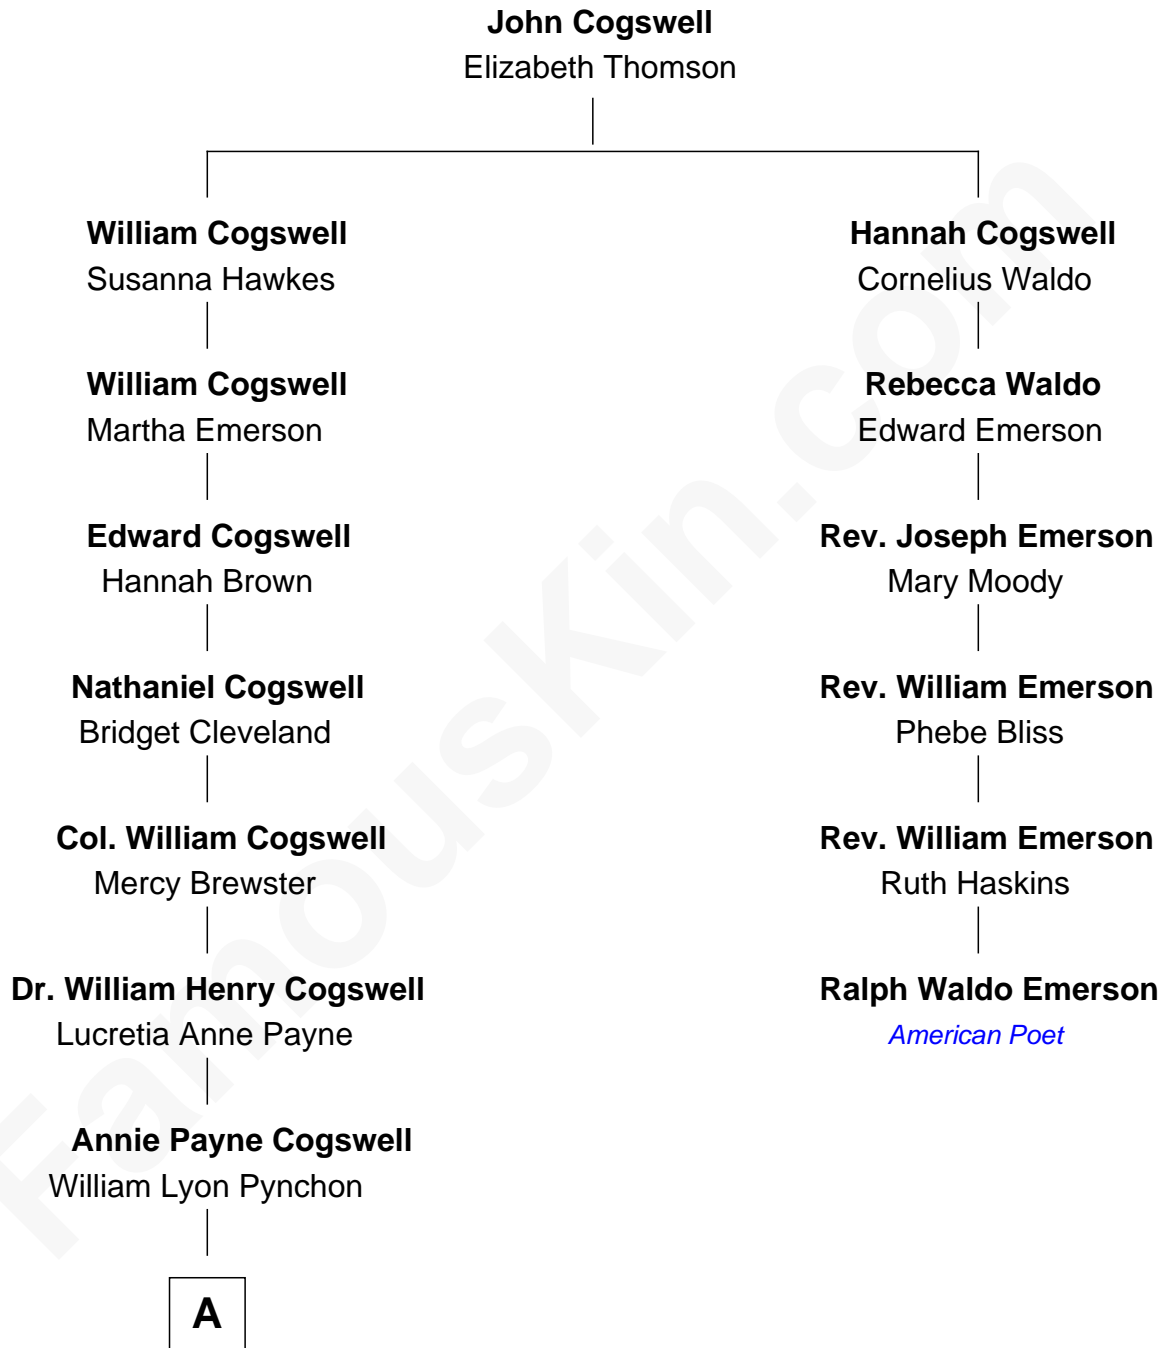 John Cogswell
Elizabeth Thomson
William Cogswell
Susanna Hawkes
William Cogswell
Martha Emerson
Edward Cogswell
Hannah Brown
Nathaniel Cogswell
Bridget Cleveland
Col. William Cogswell
Mercy Brewster
Dr. William Henry Cogswell
Lucretia Anne Payne
Annie Payne Cogswell
William Lyon Pynchon
A
Hannah Cogswell
Cornelius Waldo
Rebecca Waldo
Edward Emerson
Rev. Joseph Emerson
Mary Moody
Rev. William Emerson
Phebe Bliss
Rev. William Emerson
Ruth Haskins
Ralph Waldo Emerson
American Poet
FamousKin.com